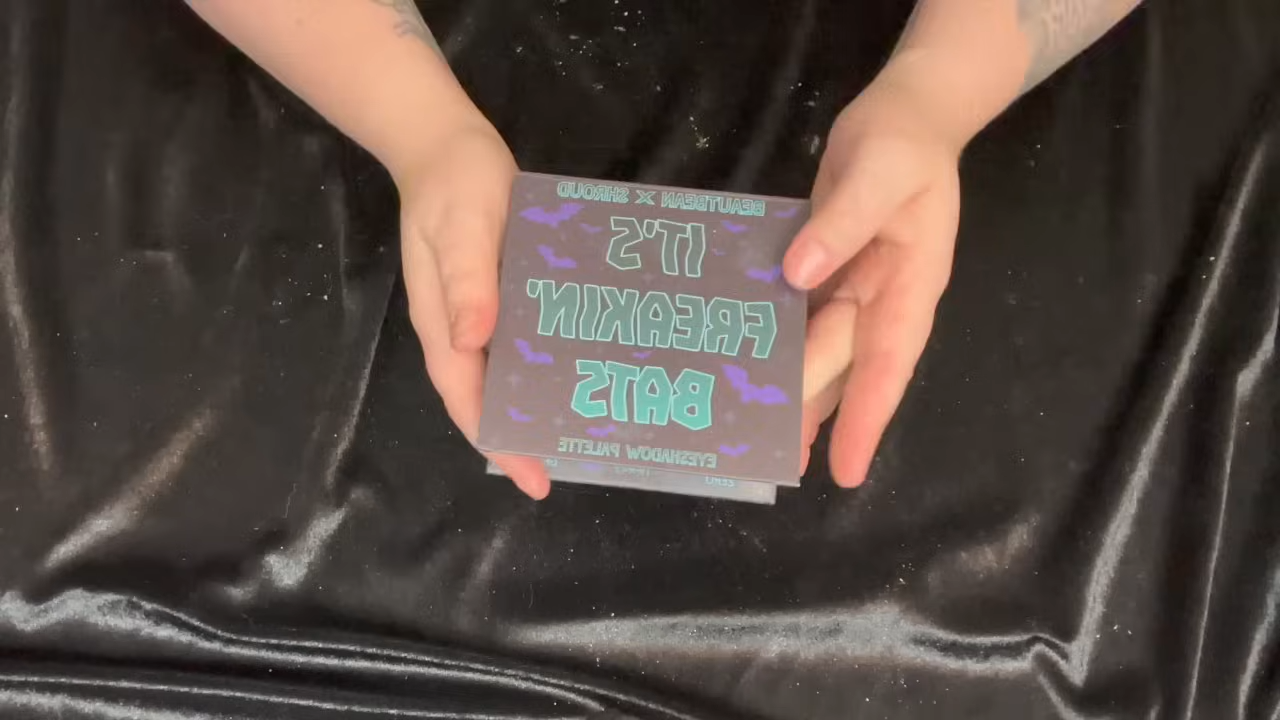 BEAUTBEAN X SHROUD
IT'S
FREAKIN'
BATS
EYESHADOW PALETTE